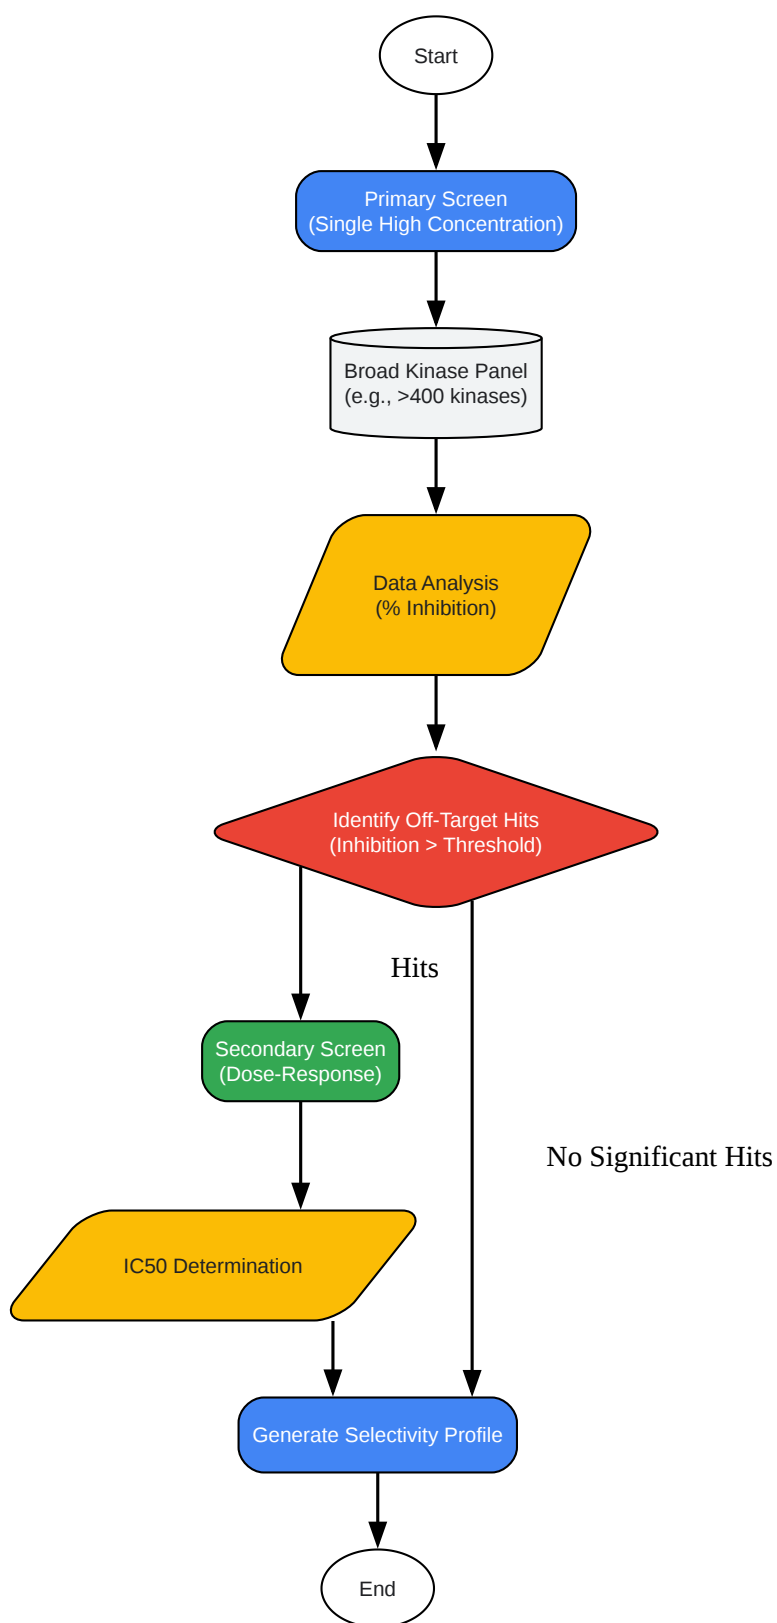 Start
Primary Screen
(Single High Concentration)
Broad Kinase Panel
(e.g., >400 kinases)
Data Analysis
(% Inhibition)
Identify Off-Target Hits
(Inhibition > Threshold)
Hits
Secondary Screen
(Dose-Response)
No Significant Hits
IC50 Determination
Generate Selectivity Profile
End